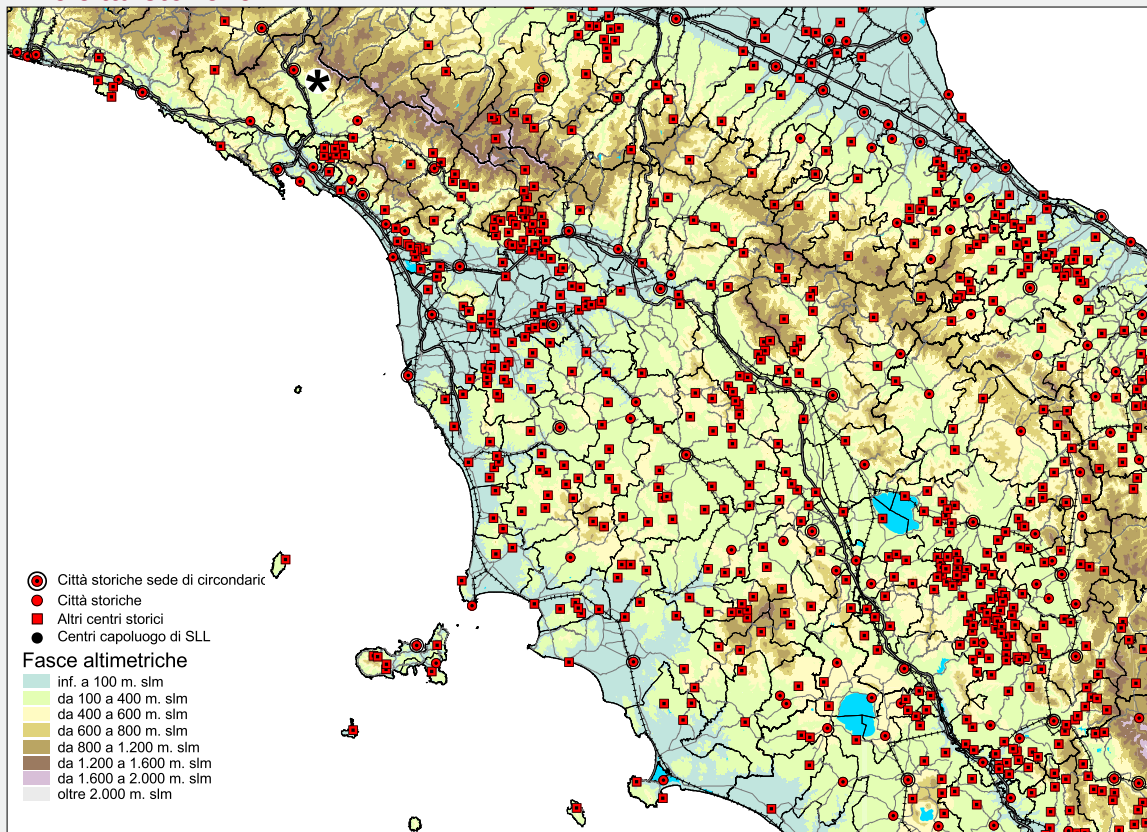 Città storiche sede di circondaric
Città storiche
Altri centri storici
Centri capoluogo di SLL
Fasce altimetriche
inf. a 100 m. slm
da 100 a 400 m. slm
da 400 a 600 m. slm
da 600 a 800 m. slm
da 800 a 1.200 m. slm
da 1.200 a 1.600 m. slm
da 1.600 a 2.000 m. slm
oltre 2.000 m. slm